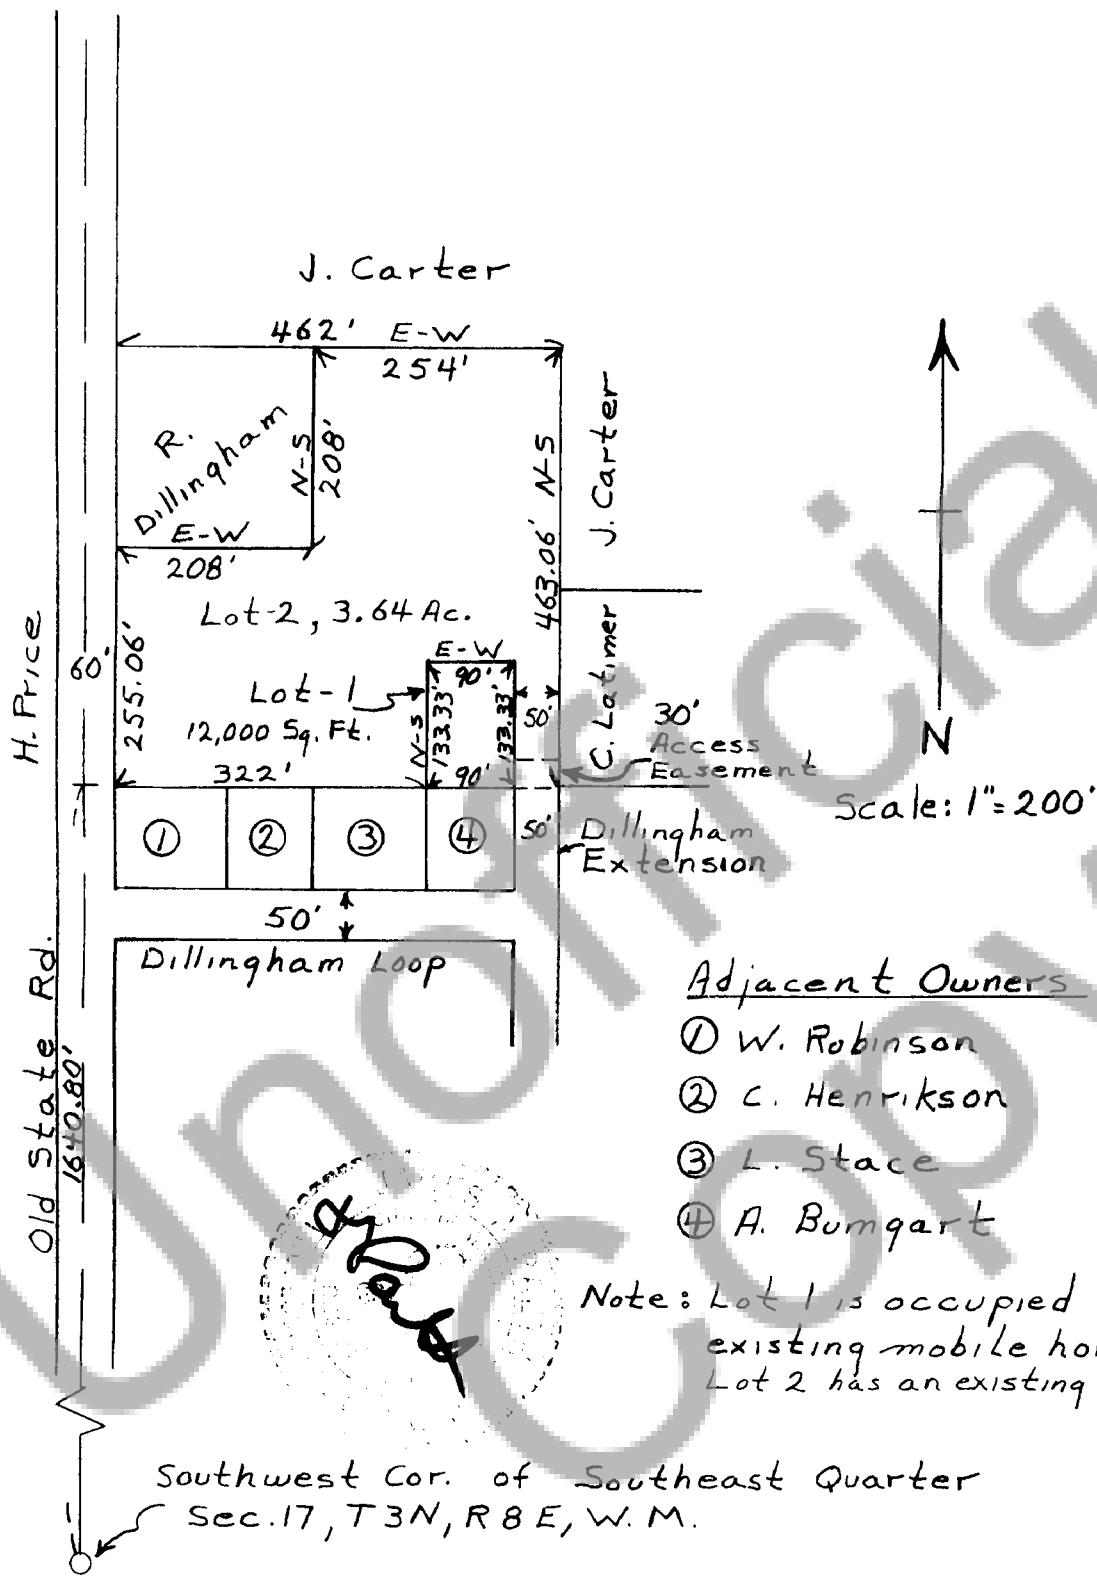 J. Carter
462' E-W
254'
R.
Dillingham
N-S
208'
E-W
208'
463.06' N-S
J. Carter
Lot-2, 3.64 Ac.
H. Price
60'
255.06'
E-W
90'
Lot-1
12,000 Sq. Ft.
N-S
133.33'
133.33'
50'
C. Latimer
30'
Access
Easement
322'
90'
N
Scale: 1"=200'
1
2
3
4
50'
Dillingham
Extension
50'
Dillingham Loop
Old State Rd.
1640.80'
Adjacent Owners
1 W. Robinson
2 C. Henrikson
3 L. Stace
4 A. Bumgart
Note: Lot 1 is occupied
existing mobile ho
Lot 2 has an existing
Southwest Cor. of Southeast Quarter
Sec. 17, T3N, R8E, W.M.
Unofficial
Copy